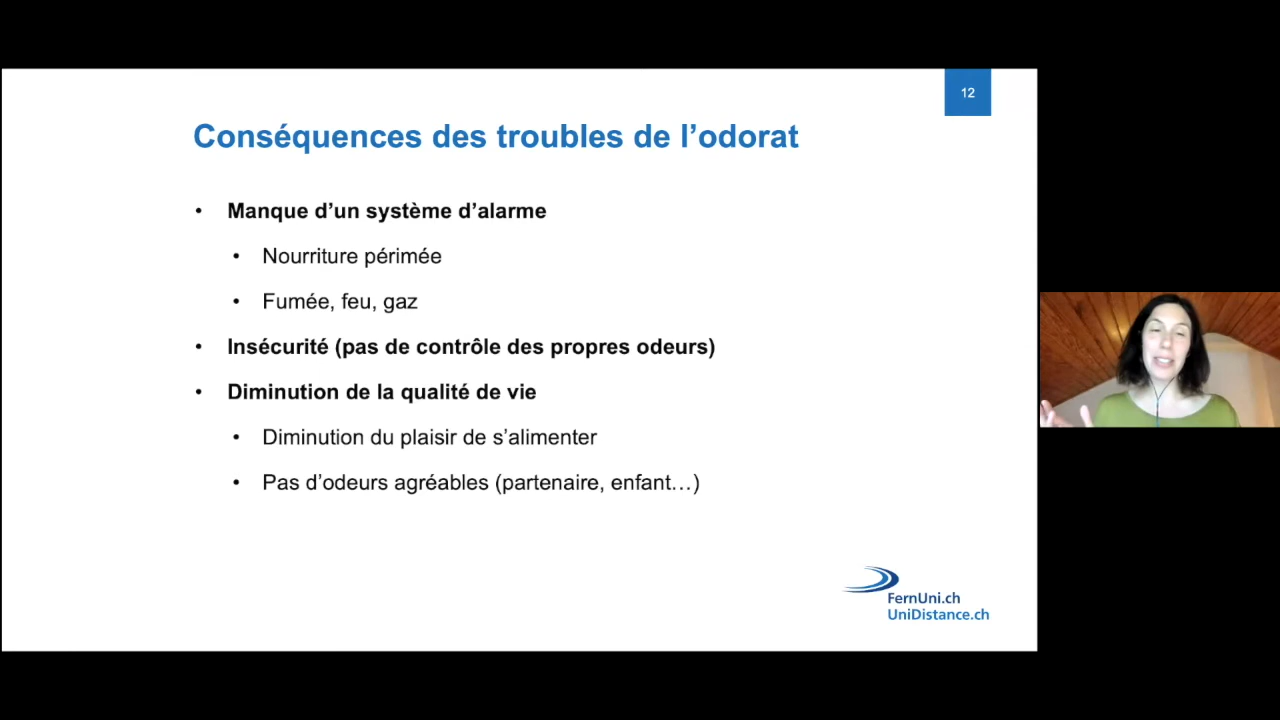 12
Conséquences des troubles de l’odorat
• Manque d’un système d’alarme
• Nourriture périmée
• Fumée, feu, gaz
• Insécurité (pas de contrôle des propres odeurs)
• Diminution de la qualité de vie
• Diminution du plaisir de s’alimenter
• Pas d’odeurs agréables (partenaire, enfant…)
FernUni.ch
UniDistance.ch